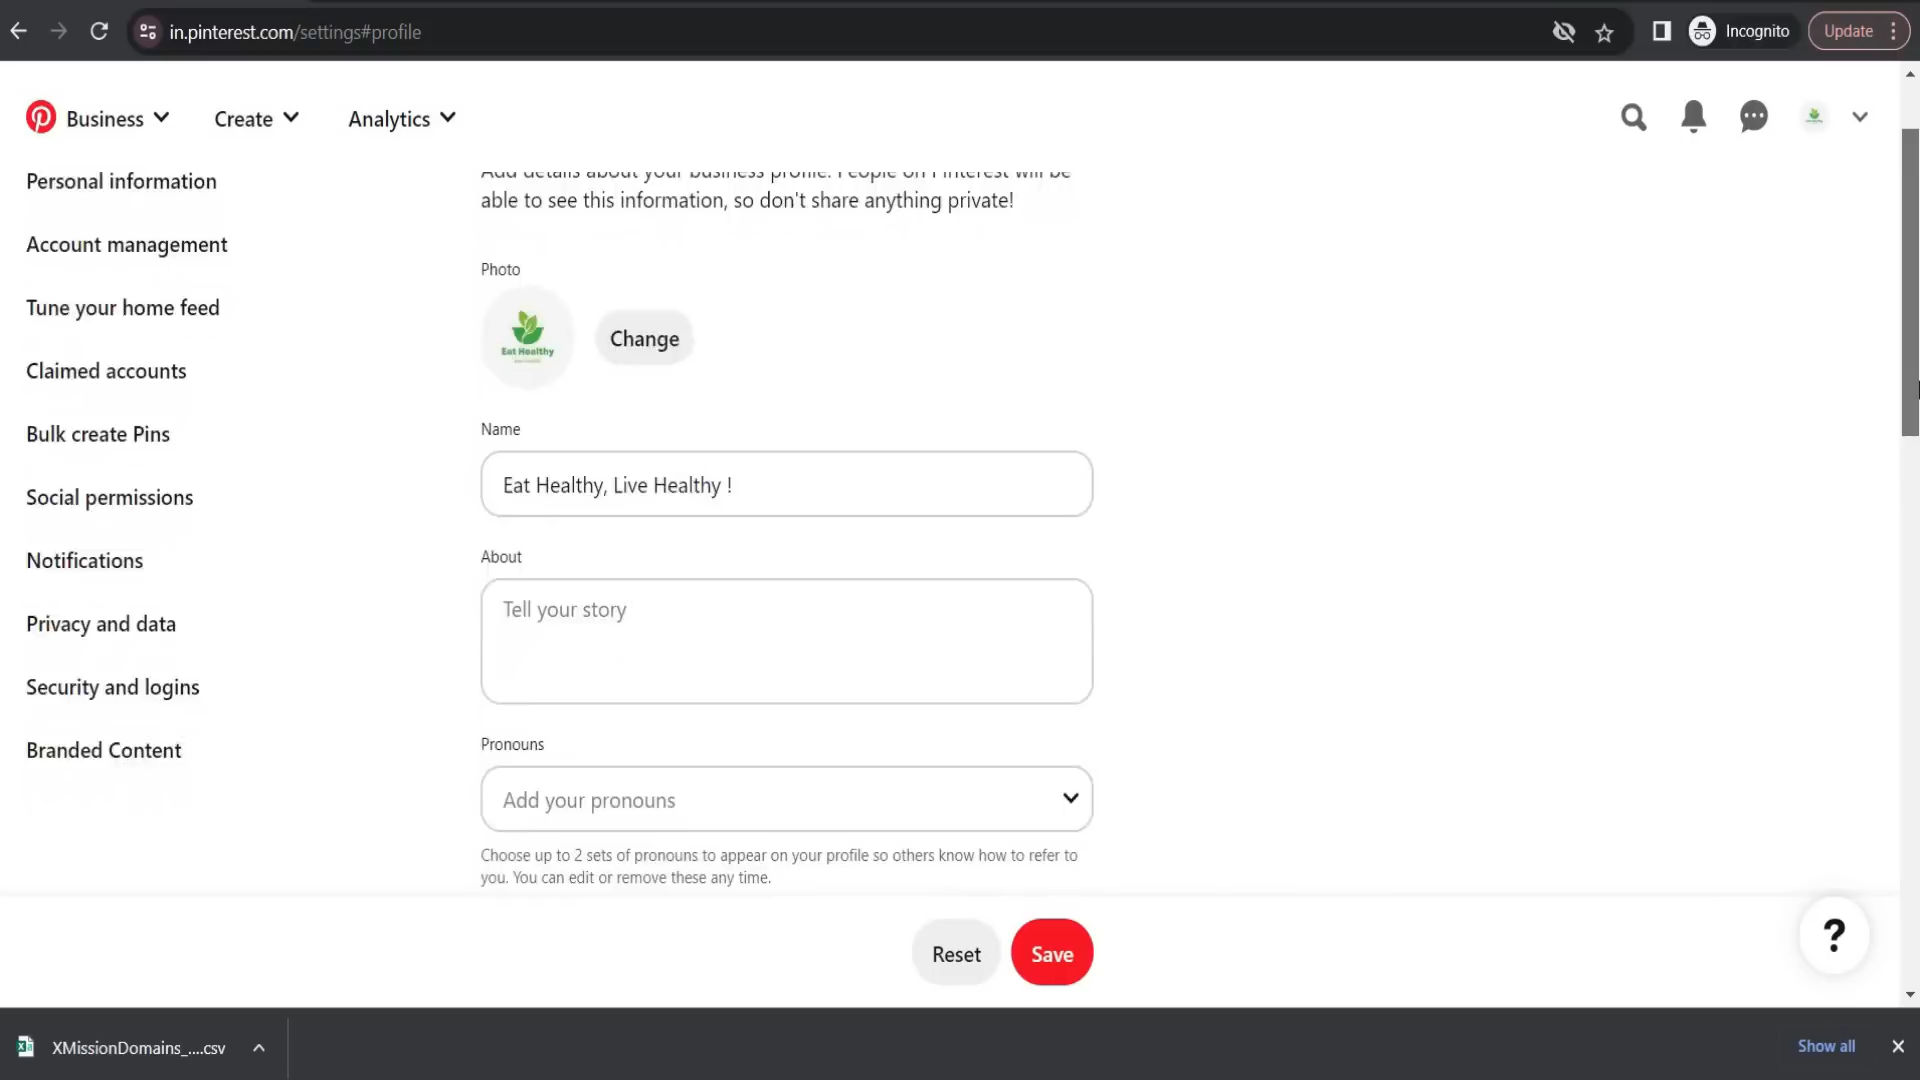 in.pinterest.com/settings#profile
Incognito
Update
Business
Create
Analytics
Personal information
Account management
Tune your home feed
Claimed accounts
Bulk create Pins
Social permissions
Notifications
Privacy and data
Security and logins
Branded Content
Add details about your business profile. People on Pinterest will be
able to see this information, so don't share anything private!
Photo
Eat Healthy
Change
Name
Eat Healthy, Live Healthy !
About
Tell your story
Pronouns
Add your pronouns
Choose up to 2 sets of pronouns to appear on your profile so others know how to refer to
you. You can edit or remove these any time.
Reset
Save
?
XMissionDomains_....csv
Show all